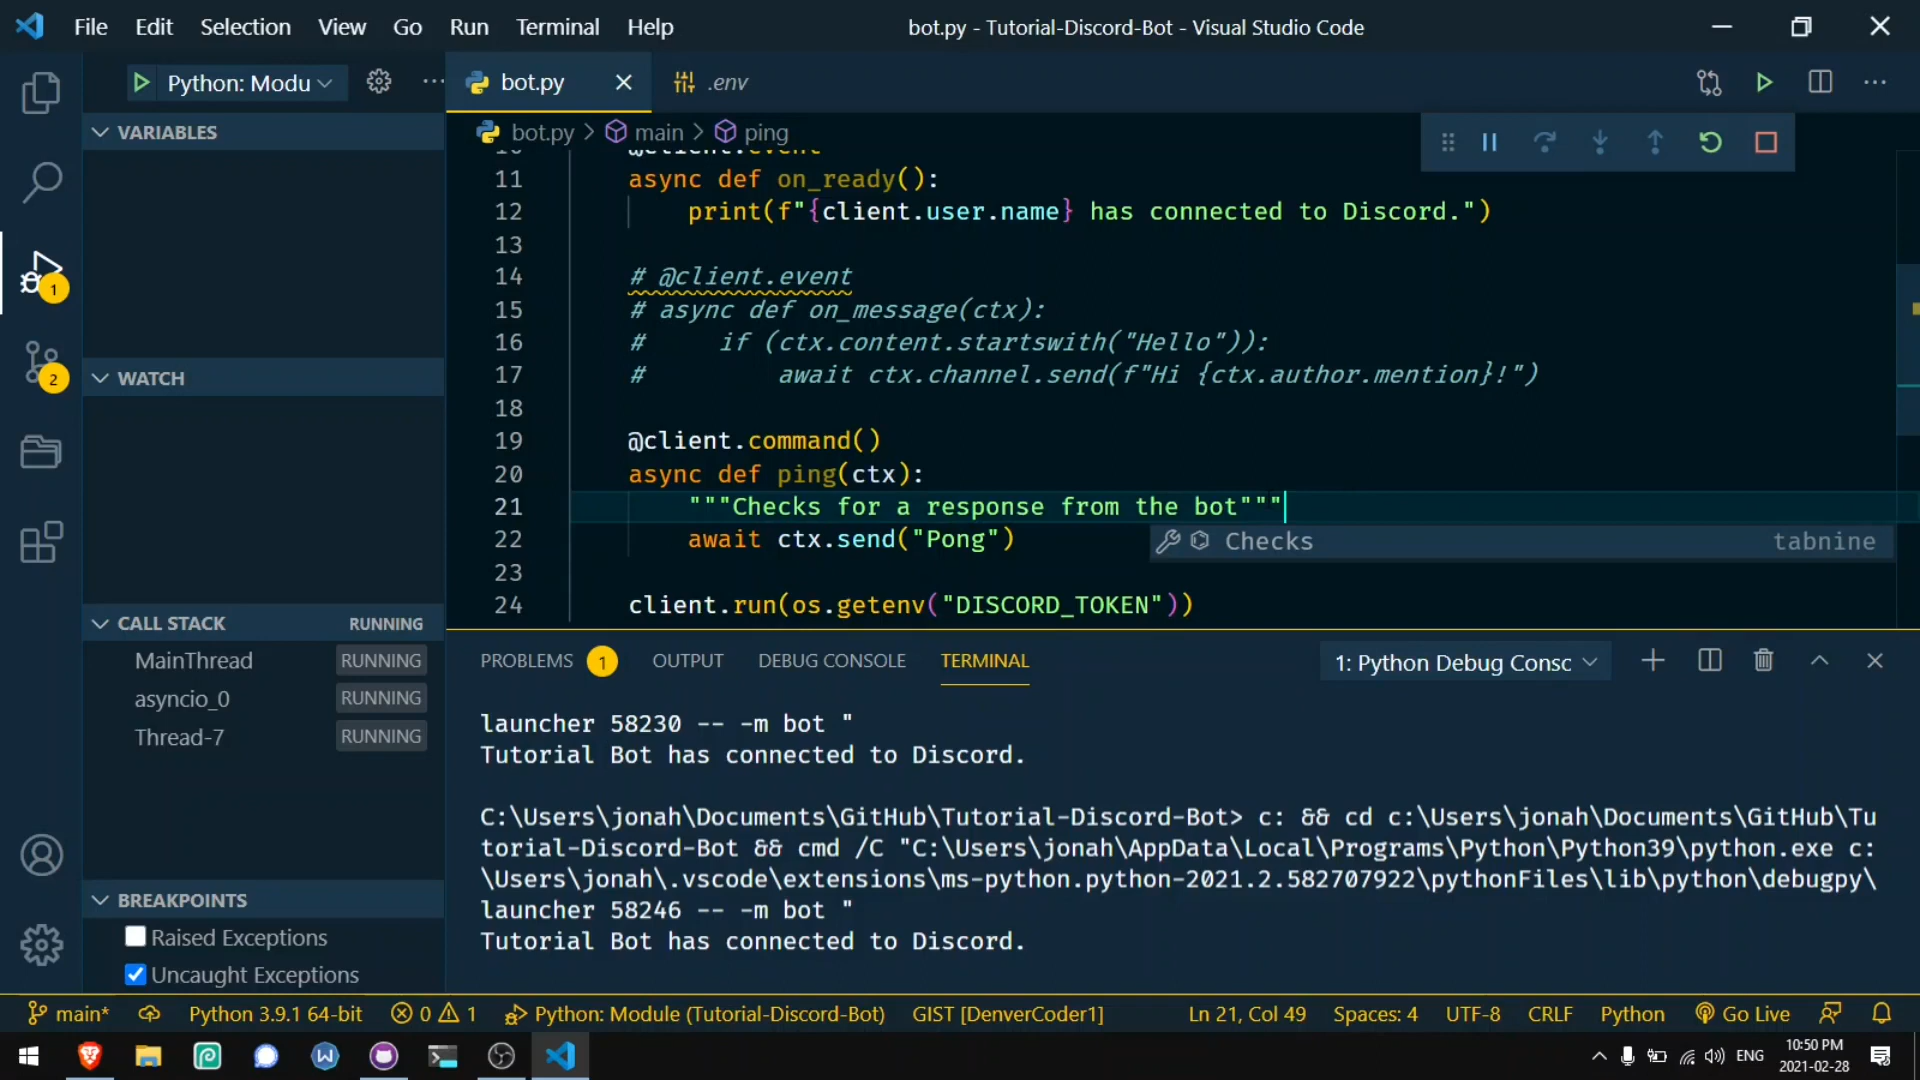 File Edit Selection View Go Run Terminal Help bot.py - Tutorial-Discord-Bot - Visual Studio Code
Python: Modu
bot.py
.env
VARIABLES
WATCH
CALL STACK RUNNING
MainThread RUNNING
asyncio_0 RUNNING
Thread-7 RUNNING
BREAKPOINTS
Raised Exceptions
Uncaught Exceptions
1
2
bot.py > main > ping
10 @client.event
11 async def on_ready():
12 print(f"{client.user.name} has connected to Discord.")
13
14 # @client.event
15 # async def on_message(ctx):
16 # if (ctx.content.startswith("Hello")):
17 # await ctx.channel.send(f"Hi {ctx.author.mention}!")
18
19 @client.command()
20 async def ping(ctx):
21 """Checks for a response from the bot"""
22 await ctx.send("Pong")
Checks tabnine
23
24 client.run(os.getenv("DISCORD_TOKEN"))
PROBLEMS 1 OUTPUT DEBUG CONSOLE TERMINAL 1: Python Debug Consc
launcher 58230 -- -m bot "
Tutorial Bot has connected to Discord.
C:\Users\jonah\Documents\GitHub\Tutorial-Discord-Bot> c: && cd c:\Users\jonah\Documents\GitHub\Tu
torial-Discord-Bot && cmd /C "C:\Users\jonah\AppData\Local\Programs\Python\Python39\python.exe c:
\Users\jonah\.vscode\extensions\ms-python.python-2021.2.582707922\pythonFiles\lib\python\debugpy\
launcher 58246 -- -m bot "
Tutorial Bot has connected to Discord.
main* Python 3.9.1 64-bit 0 1 Python: Module (Tutorial-Discord-Bot) GIST [DenverCoder1] Ln 21, Col 49 Spaces: 4 UTF-8 CRLF Python Go Live
ENG
10:50 PM
2021-02-28